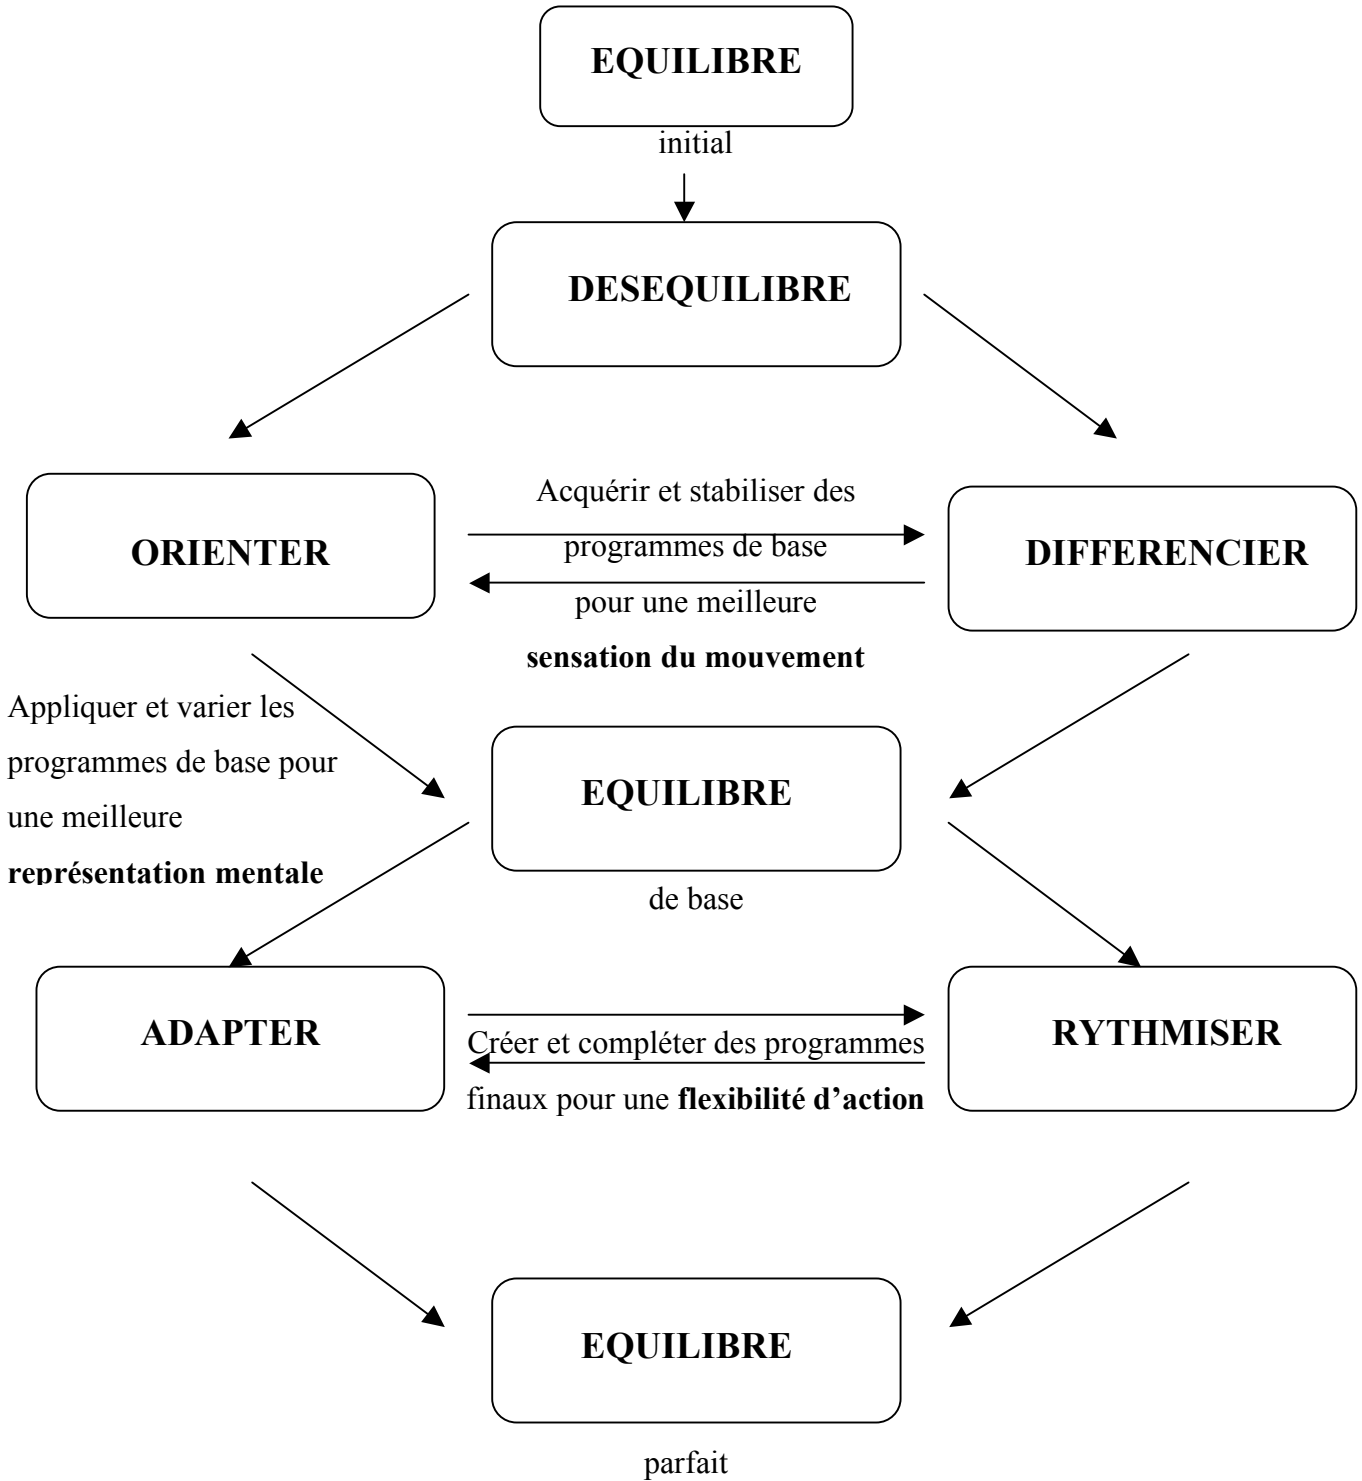 EQUILIBRE
initial
DESEQUILIBRE
ORIENTER
Acquérir et stabiliser des
programmes de base
pour une meilleure
sensation du mouvement
DIFFERENCIER
Appliquer et varier les
programmes de base pour
une meilleure
représentation mentale
EQUILIBRE
de base
ADAPTER
Créer et compléter des programmes
finaux pour une flexibilité d’action
RYTHMISER
EQUILIBRE
parfait